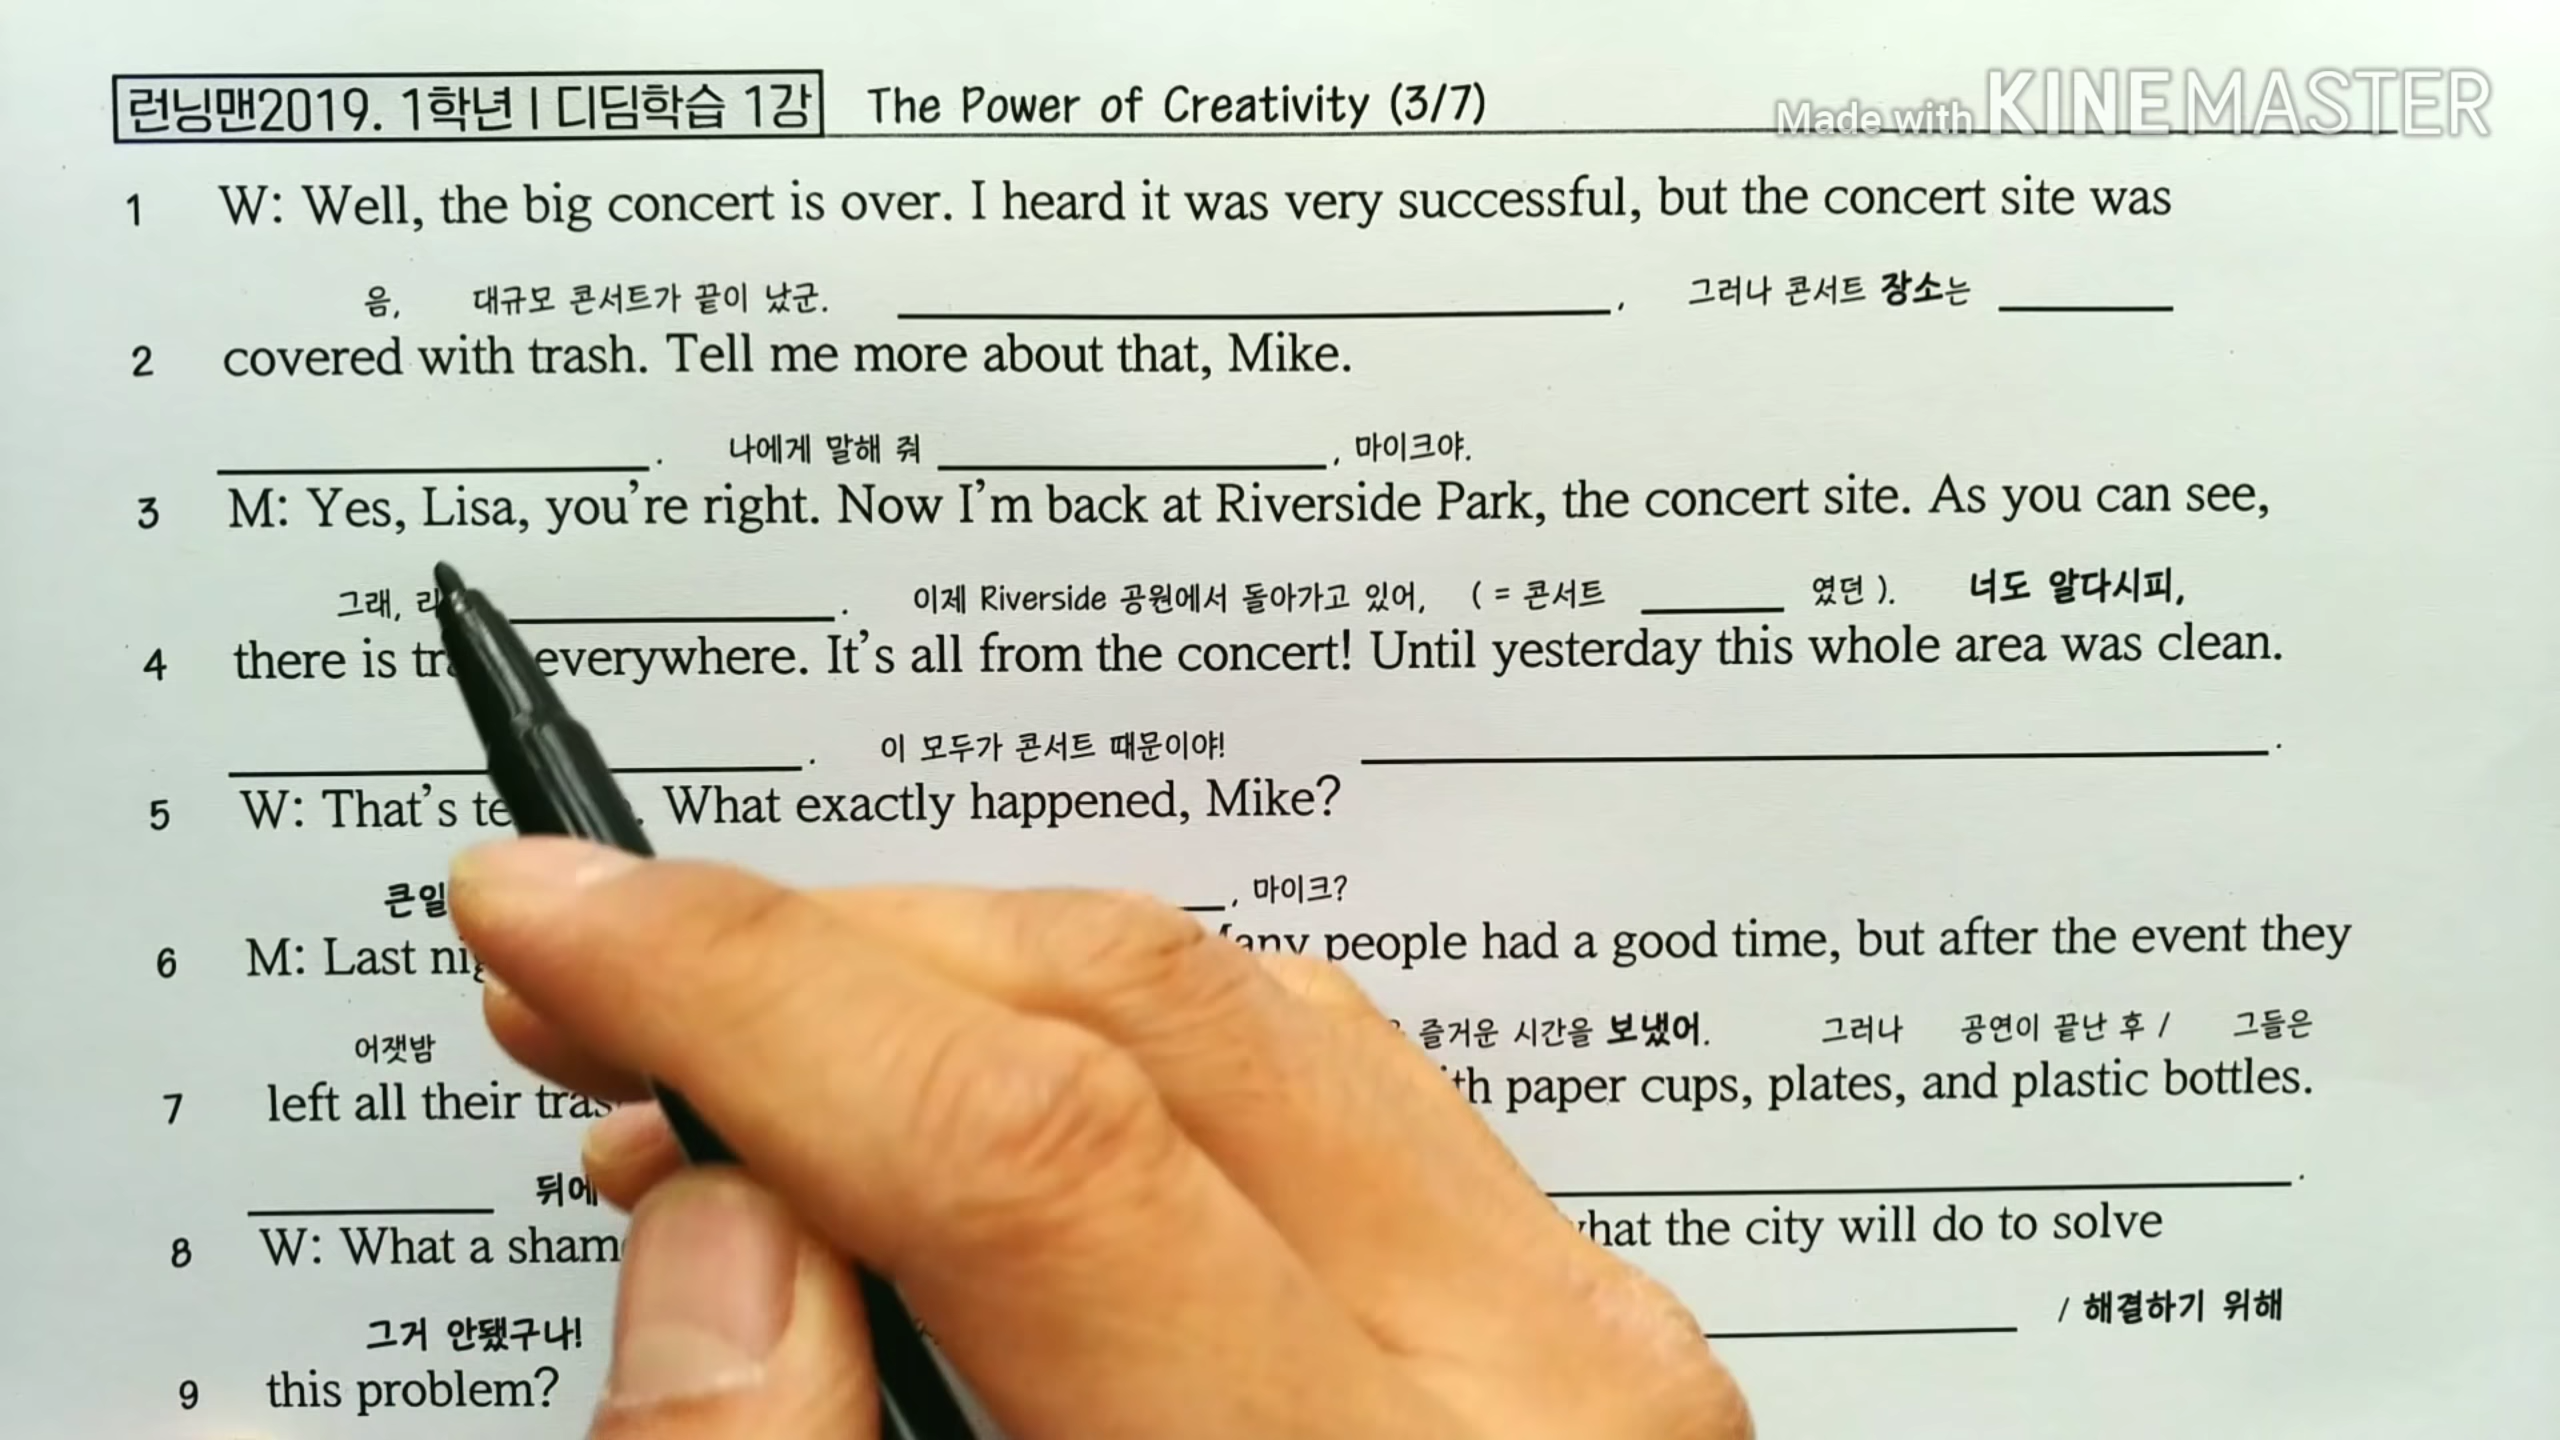 런닝맨2019. 1학년 I 디딤학습 1강 The Power of Creativity (3/7)
Made with KINEMASTER
1 W: Well, the big concert is over. I heard it was very successful, but the concert site was
음, 대규모 콘서트가 끝이 났군. , 그러나 콘서트 장소는
2 covered with trash. Tell me more about that, Mike.
. 나에게 말해 줘 , 마이크야.
3 M: Yes, Lisa, you're right. Now I'm back at Riverside Park, the concert site. As you can see,
그래, . 이제 Riverside 공원에서 돌아가고 있어, ( = 콘서트 였던 ). 너도 알다시피,
4 there is everywhere. It's all from the concert! Until yesterday this whole area was clean.
. 이 모두가 콘서트 때문이야! .
5 W: That's What exactly happened, Mike?
큰일 , 마이크?
6 M: Last people had a good time, but after the event they
어젯밤 즐거운 시간을 보냈어. 그러나 공연이 끝난 후 / 그들은
7 left all their paper cups, plates, and plastic bottles.
뒤에 .
8 W: What a the city will do to solve
그거 안됐구나! / 해결하기 위해
9 this problem?